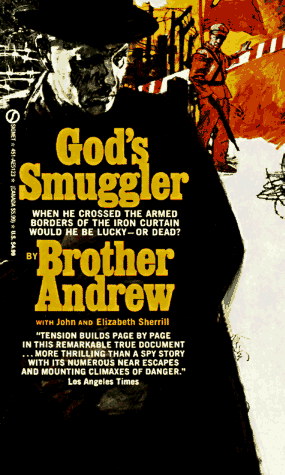 God's
Smuggler
WHEN HE CROSSED THE ARMED
BORDERS OF THE IRON CURTAIN
WOULD HE BE LUCKY—OR DEAD?
BY Brother
Andrew
WITH John and Elizabeth Sherrill
"TENSION BUILDS PAGE BY PAGE
IN THIS REMARKABLE TRUE DOCUMENT
. . . MORE THRILLING THAN A SPY STORY
WITH ITS NUMEROUS NEAR ESCAPES
AND MOUNTING CLIMAXES OF DANGER."
Los Angeles Times
SIGNET